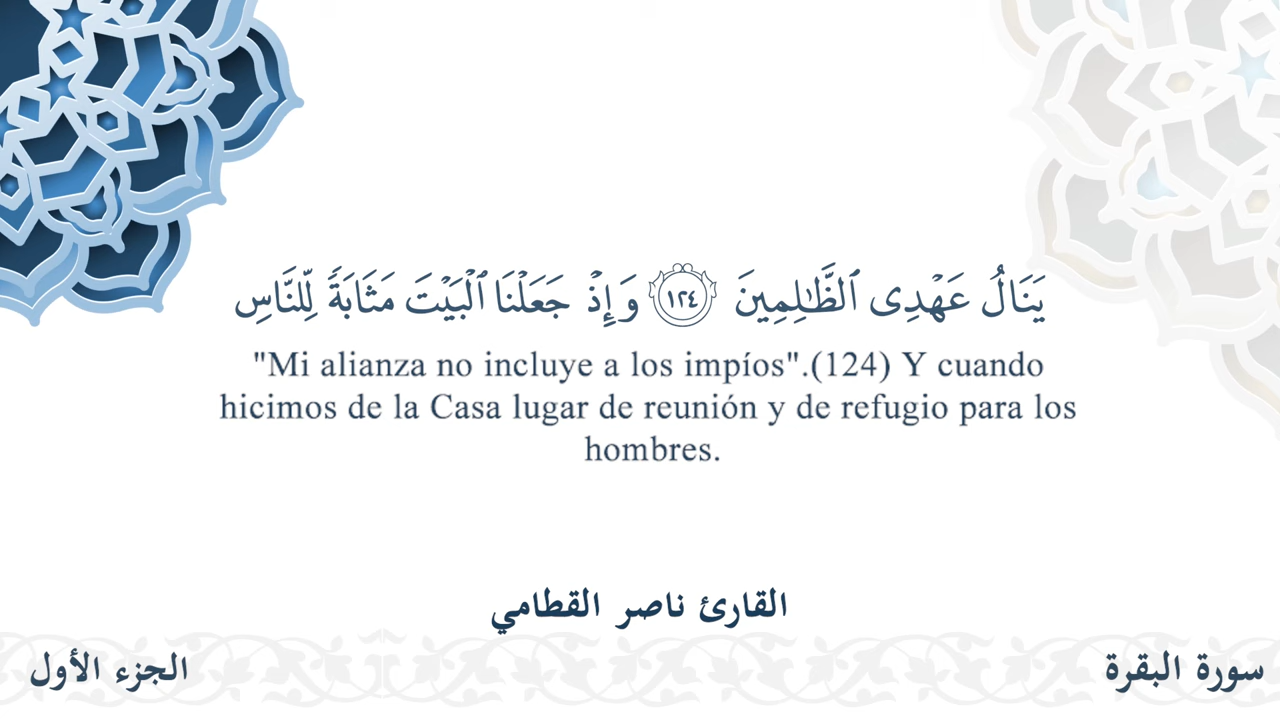 يَنَالُ عَهْدِى ٱلظَّـٰلِمِينَ ١٢٤ وَإِذْ جَعَلْنَا ٱلْبَيْتَ مَثَابَةً لِّلنَّاسِ
"Mi alianza no incluye a los impíos".(124) Y cuando
hicimos de la Casa lugar de reunión y de refugio para los
hombres.
القارئ ناصر القطامي
سورة البقرة
الجزء الأول